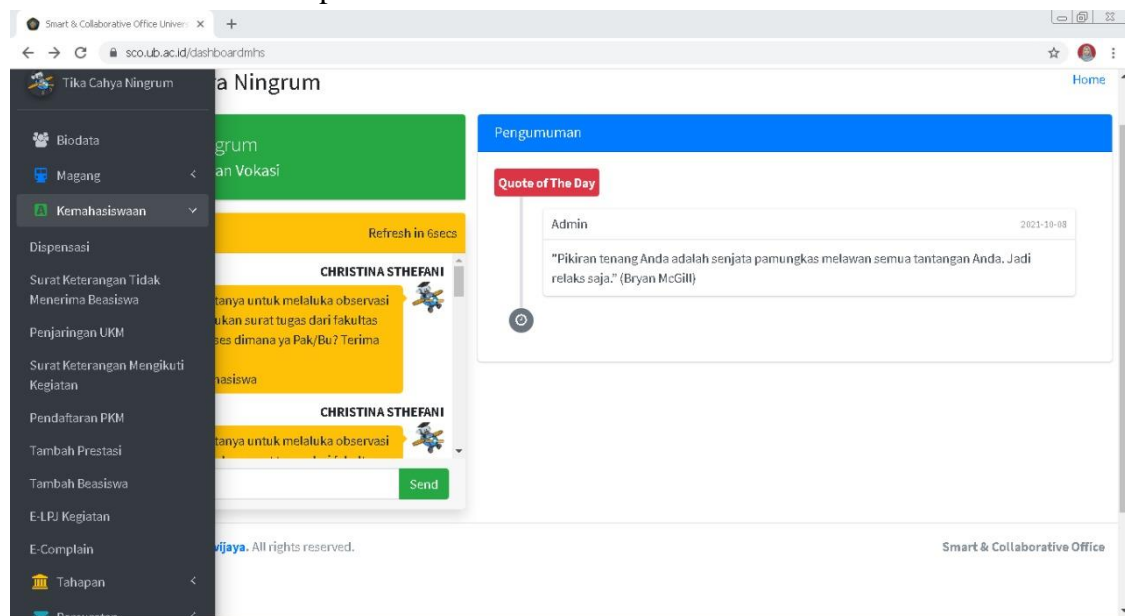 Smart & Collaborative Office Univer
sco.ub.ac.id/dashboardmhs
Tika Cahya Ningrum
a Ningrum
Home
Biodata
Magang
Kemahasiswaan
Dispensasi
Surat Keterangan Tidak
Menerima Beasiswa
Penjaringan UKM
Surat Keterangan Mengikuti
Kegiatan
Pendaftaran PKM
Tambah Prestasi
Tambah Beasiswa
E-LPJ Kegiatan
E-Complain
Tahapan
grum
an Vokasi
Refresh in 6secs
CHRISTINA STHEFANI
tanya untuk melaluka observasi
ukan surat tugas dari fakultas
ses dimana ya Pak/Bu? Terima
hasiswa
CHRISTINA STHEFANI
tanya untuk melaluka observasi
Send
Pengumuman
Quote of The Day
Admin
2021-10-08
"Pikiran tenang Anda adalah senjata pamungkas melawan semua tantangan Anda. Jadi
relaks saja." (Bryan McGill)
vijaya. All rights reserved.
Smart & Collaborative Office